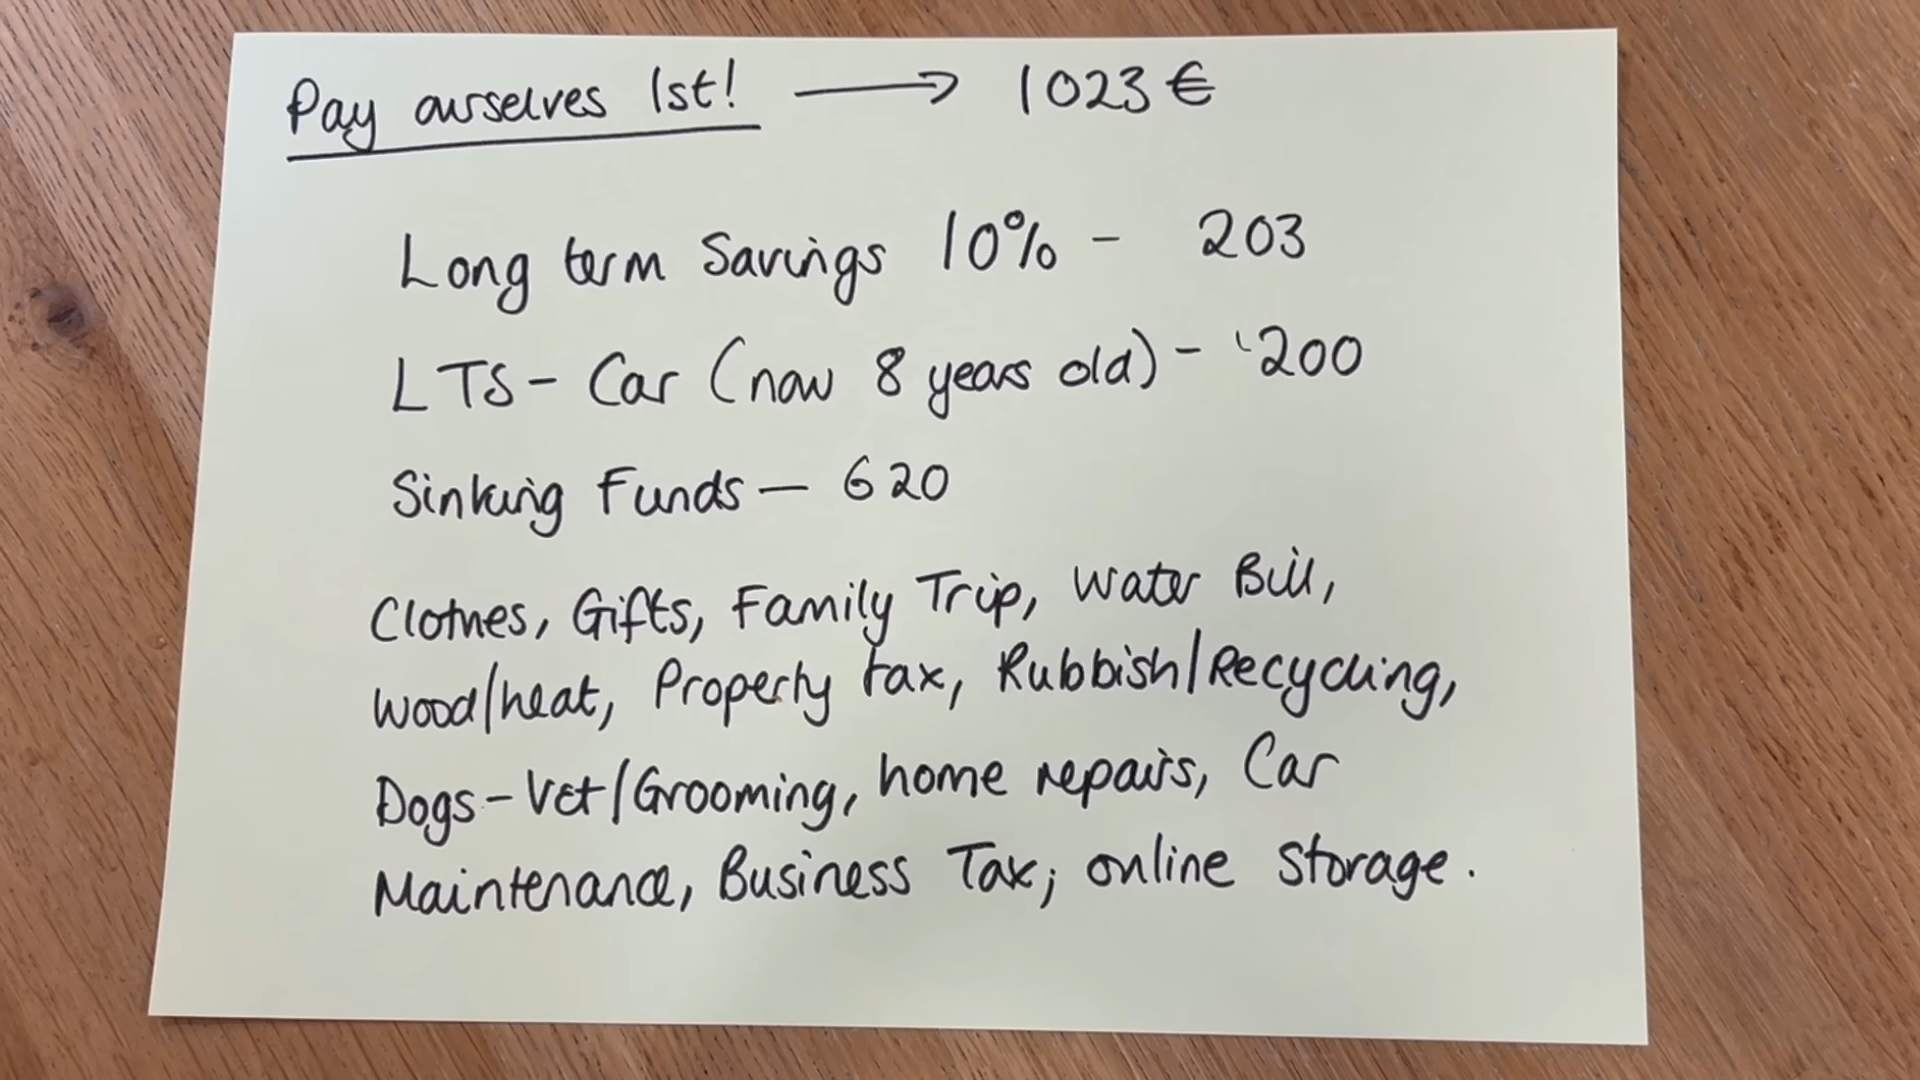 Pay ourselves 1st! → 1023€
Long term Savings 10% - 203
LTS - Car (now 8 years old) - 200
Sinking Funds - 620
Clothes, Gifts, Family Trip, Water Bill,
Wood/heat, Property tax, Rubbish/Recycling,
Dogs - Vet/Grooming, home repairs, Car
Maintenance, Business Tax, online storage.